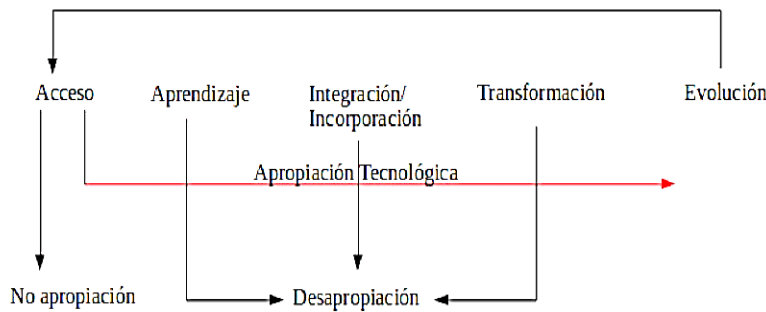 Acceso
Aprendizaje
Integración/
Incorporación
Transformación
Evolución
Apropiación Tecnológica
No apropiación
Desapropiación